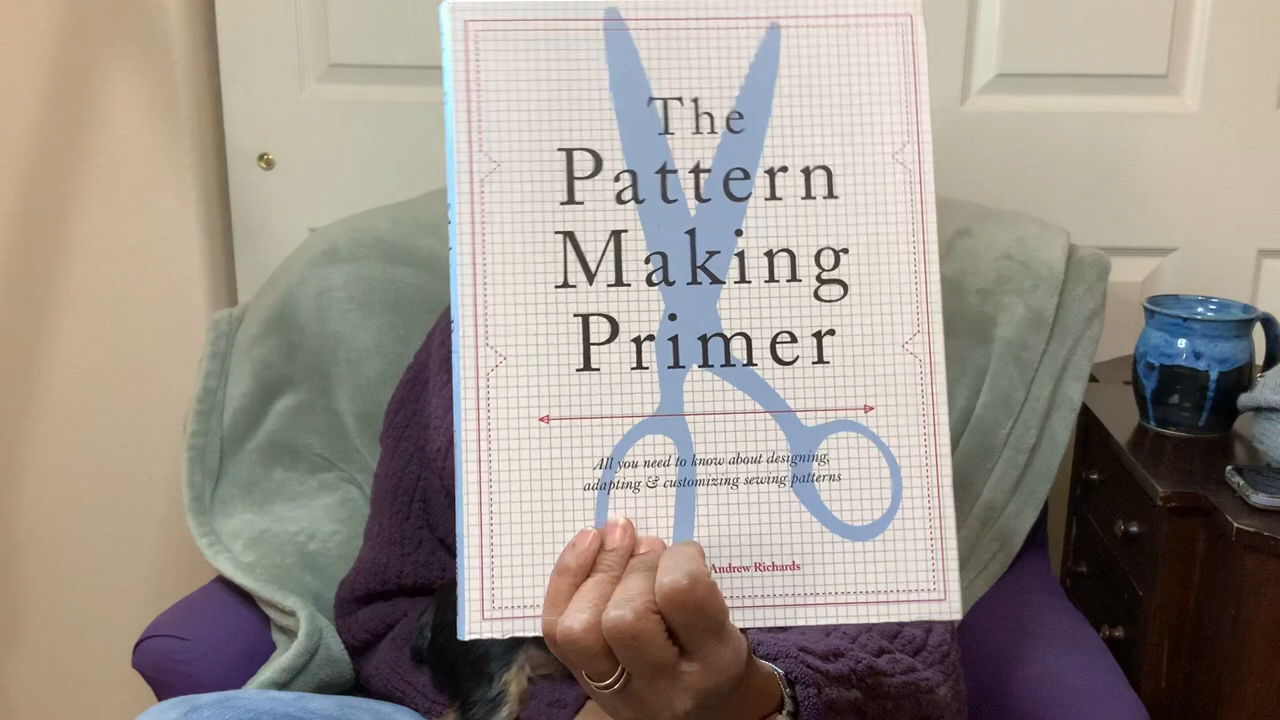 The
Pattern
Making
Primer
All you need to know about designing,
adapting & customizing sewing patterns
Andrew Richards